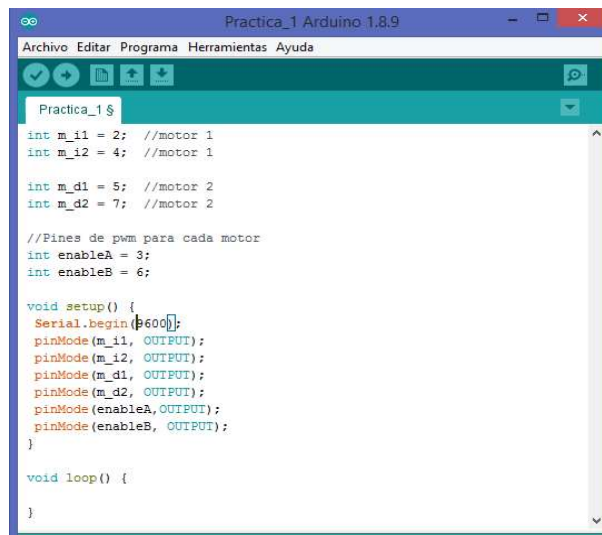 Practica_1 Arduino 1.8.9
Archivo Editar Programa Herramientas Ayuda
Practica_1 §
int m_i1 = 2;  //motor 1
int m_i2 = 4;  //motor 1
int m_d1 = 5;  //motor 2
int m_d2 = 7;  //motor 2
//Pines de pwm para cada motor
int enableA = 3;
int enableB = 6;
void setup() {
Serial.begin(9600);
pinMode(m_i1, OUTPUT);
pinMode(m_i2, OUTPUT);
pinMode(m_d1, OUTPUT);
pinMode(m_d2, OUTPUT);
pinMode(enableA,OUTPUT);
pinMode(enableB, OUTPUT);
}
void loop() {
}